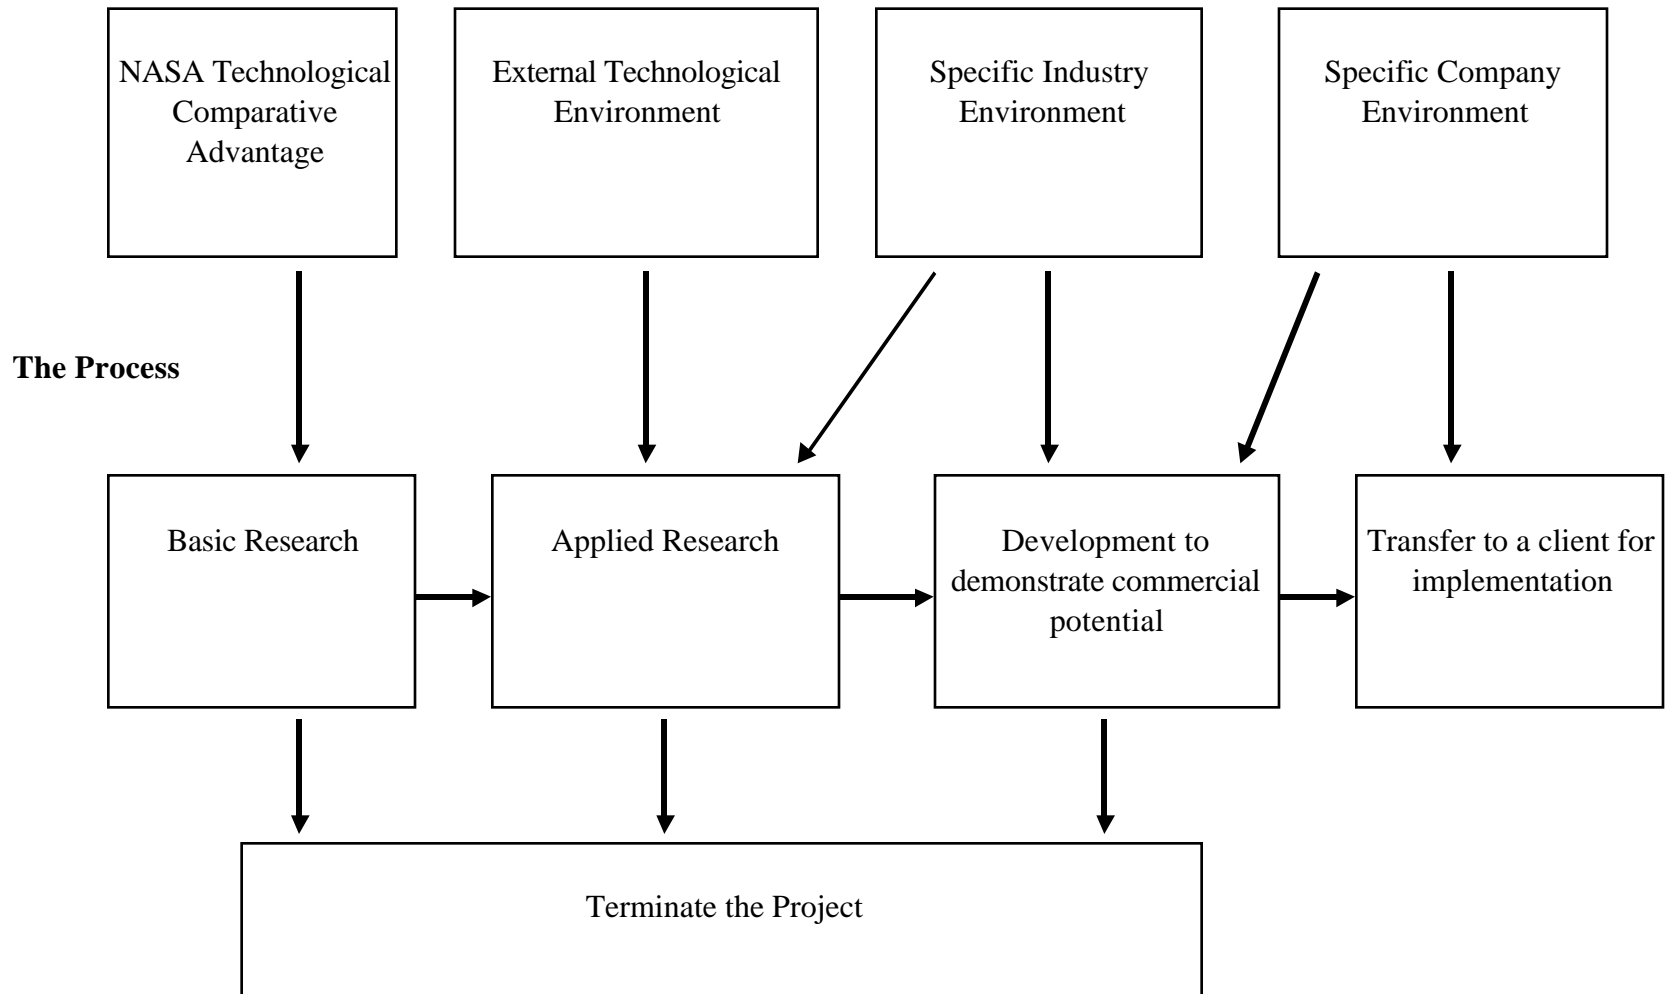 NASA Technological
Comparative
Advantage
External Technological
Environment
Specific Industry
Environment
Specific Company
Environment
The Process
Basic Research
Applied Research
Development to
demonstrate commercial
potential
Transfer to a client for
implementation
Terminate the Project